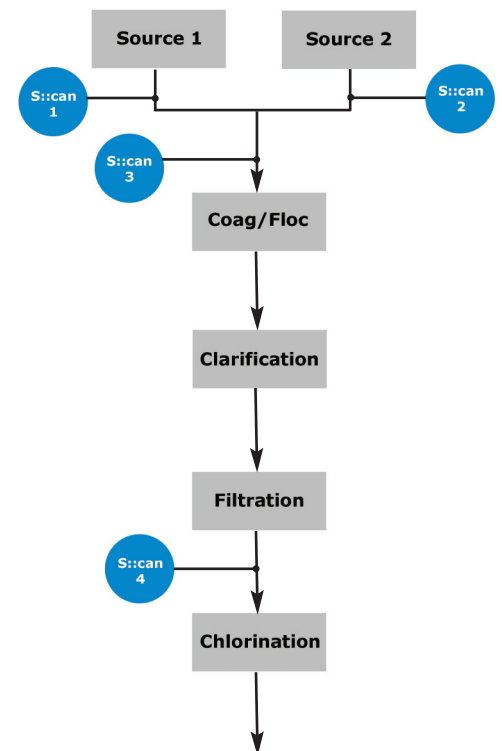 Source 1
Source 2
S::can
1
S::can
2
S::can
3
Coag/Floc
Clarification
Filtration
S::can
4
Chlorination